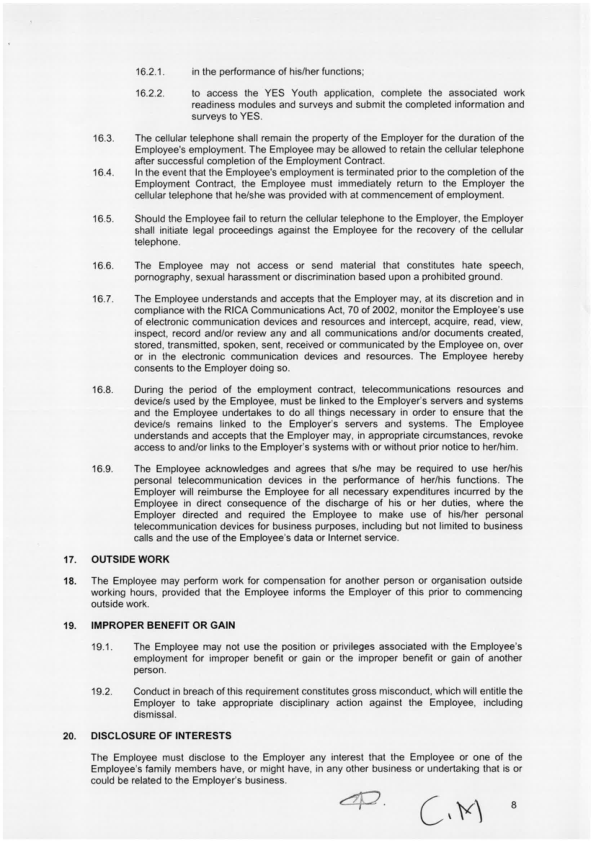 16.2.1. in the performance of his/her functions;
16.2.2. to access the YES Youth application, complete the associated work
readiness modules and surveys and submit the completed information and
surveys to YES.
16.3. The cellular telephone shall remain the property of the Employer for the duration of the
Employee's employment. The Employee may be allowed to retain the cellular telephone
after successful completion of the Employment Contract.
16.4. In the event that the Employee's employment is terminated prior to the completion of the
Employment Contract, the Employee must immediately return to the Employer the
cellular telephone that he/she was provided with at commencement of employment.
16.5. Should the Employee fail to return the cellular telephone to the Employer, the Employer
shall initiate legal proceedings against the Employee for the recovery of the cellular
telephone.
16.6. The Employee may not access or send material that constitutes hate speech,
pornography, sexual harassment or discrimination based upon a prohibited ground.
16.7. The Employee understands and accepts that the Employer may, at its discretion and in
compliance with the RICA Communications Act, 70 of 2002, monitor the Employee's use
of electronic communication devices and resources and intercept, acquire, read, view,
inspect, record and/or review any and all communications and/or documents created,
stored, transmitted, spoken, sent, received or communicated by the Employee on, over
or in the electronic communication devices and resources. The Employee hereby
consents to the Employer doing so.
16.8. During the period of the employment contract, telecommunications resources and
device/s used by the Employee, must be linked to the Employer's servers and systems
and the Employee undertakes to do all things necessary in order to ensure that the
device/s remains linked to the Employer's servers and systems. The Employee
understands and accepts that the Employer may, in appropriate circumstances, revoke
access to and/or links to the Employer's systems with or without prior notice to her/him.
16.9. The Employee acknowledges and agrees that s/he may be required to use her/his
personal telecommunication devices in the performance of her/his functions. The
Employer will reimburse the Employee for all necessary expenditures incurred by the
Employee in direct consequence of the discharge of his or her duties, where the
Employer directed and required the Employee to make use of his/her personal
telecommunication devices for business purposes, including but not limited to business
calls and the use of the Employee's data or Internet service.
17. OUTSIDE WORK
18. The Employee may perform work for compensation for another person or organisation outside
working hours, provided that the Employee informs the Employer of this prior to commencing
outside work.
19. IMPROPER BENEFIT OR GAIN
19.1. The Employee may not use the position or privileges associated with the Employee's
employment for improper benefit or gain or the improper benefit or gain of another
person.
19.2. Conduct in breach of this requirement constitutes gross misconduct, which will entitle the
Employer to take appropriate disciplinary action against the Employee, including
dismissal.
20. DISCLOSURE OF INTERESTS
The Employee must disclose to the Employer any interest that the Employee or one of the
Employee's family members have, or might have, in any other business or undertaking that is or
could be related to the Employer's business.
C.M 8